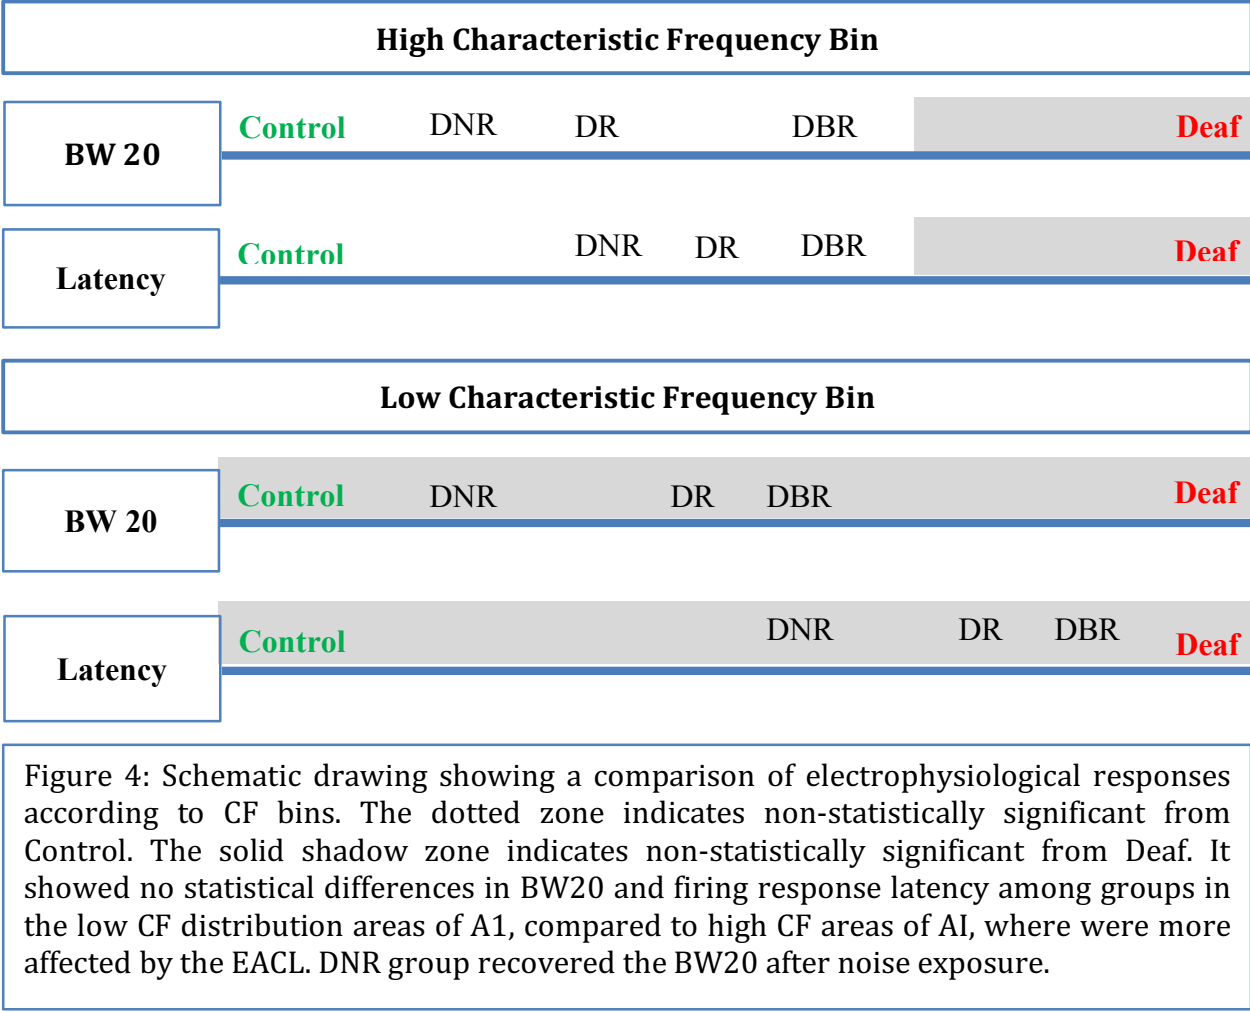 High Characteristic Frequency Bin
BW 20
Control DNR DR DBR Deaf
Latency
Control DNR DR DBR Deaf
Low Characteristic Frequency Bin
BW 20
Control DNR DR DBR Deaf
Latency
Control DNR DR DBR Deaf
Figure 4: Schematic drawing showing a comparison of electrophysiological responses
according to CF bins. The dotted zone indicates non-statistically significant from
Control. The solid shadow zone indicates non-statistically significant from Deaf. It
showed no statistical differences in BW20 and firing response latency among groups in
the low CF distribution areas of A1, compared to high CF areas of AI, where were more
affected by the EACL. DNR group recovered the BW20 after noise exposure.